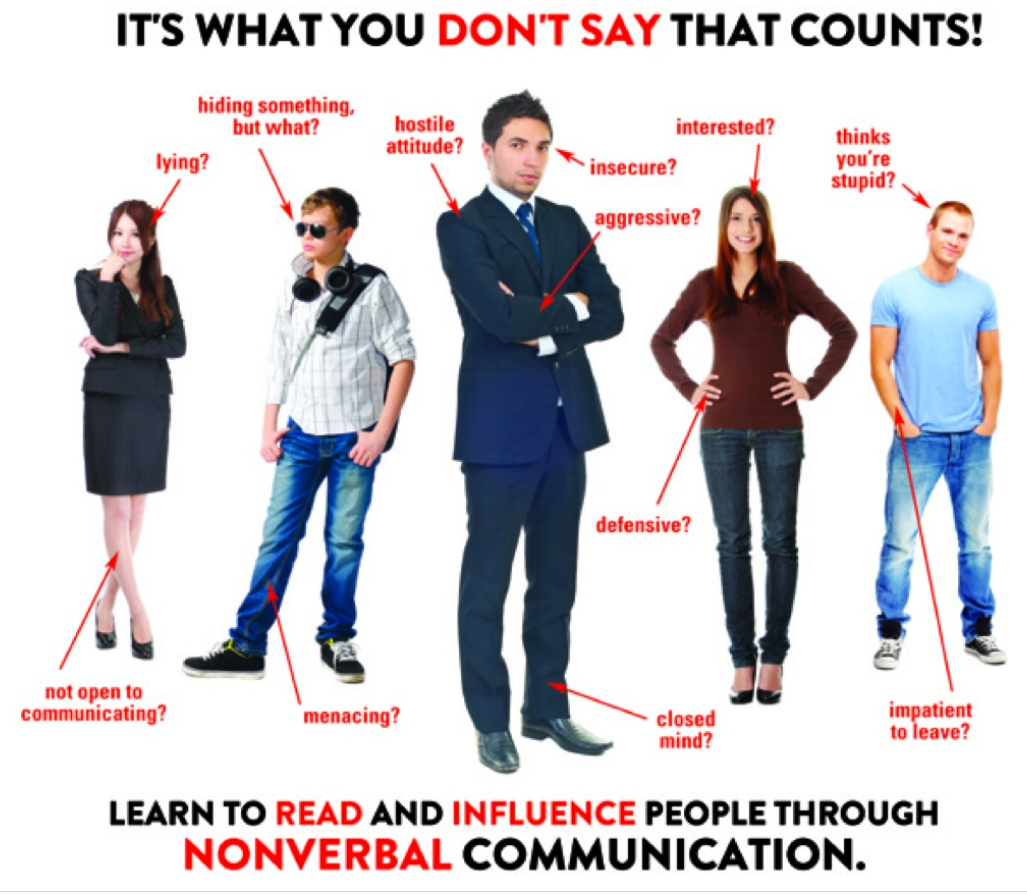 IT'S WHAT YOU DON'T SAY THAT COUNTS!
hiding something,
but what?
lying?
hostile
attitude?
insecure?
aggressive?
interested?
thinks
you're
stupid?
defensive?
not open to
communicating?
menacing?
closed
mind?
impatient
to leave?
LEARN TO READ AND INFLUENCE PEOPLE THROUGH
NONVERBAL COMMUNICATION.